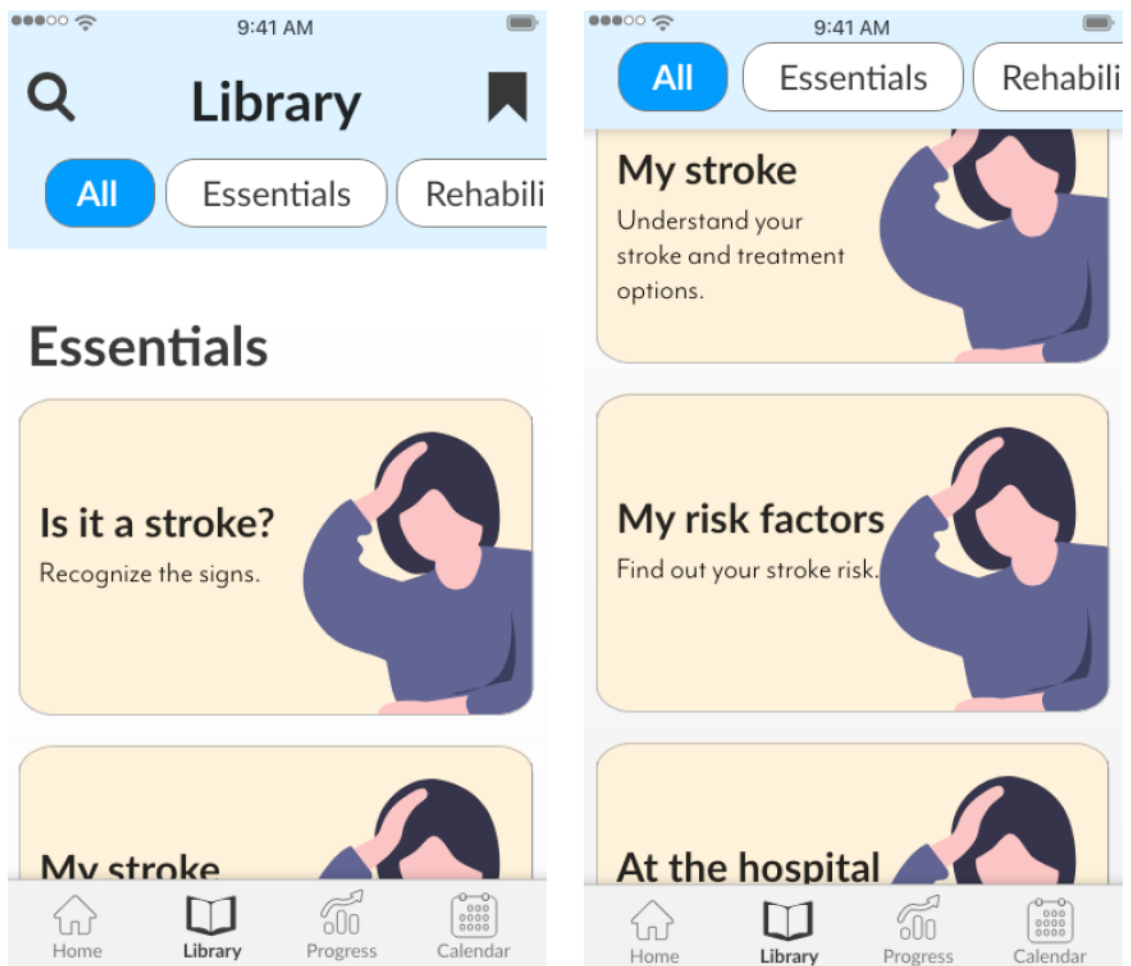 9:41 AM
Library
All Essentials Rehabili
Essentials
Is it a stroke?
Recognize the signs.
My stroke
Home Library Progress Calendar
9:41 AM
All Essentials Rehabili
My stroke
Understand your
stroke and treatment
options.
My risk factors
Find out your stroke risk.
At the hospital
Home Library Progress Calendar